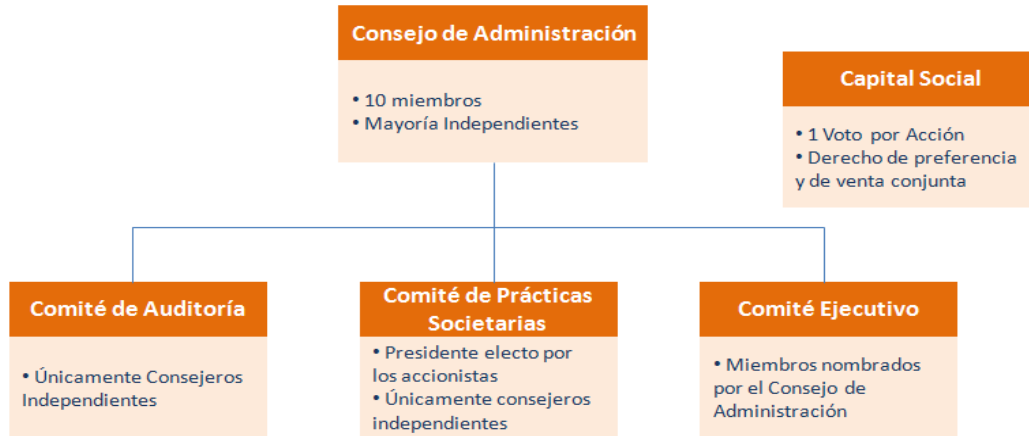 Consejo de Administración
• 10 miembros
• Mayoría Independientes
Capital Social
• 1 Voto por Acción
• Derecho de preferencia
y de venta conjunta
Comité de Auditoría
• Únicamente Consejeros
Independientes
Comité de Prácticas
Societarias
• Presidente electo por
los accionistas
• Únicamente consejeros
independientes
Comité Ejecutivo
• Miembros nombrados
por el Consejo de
Administración